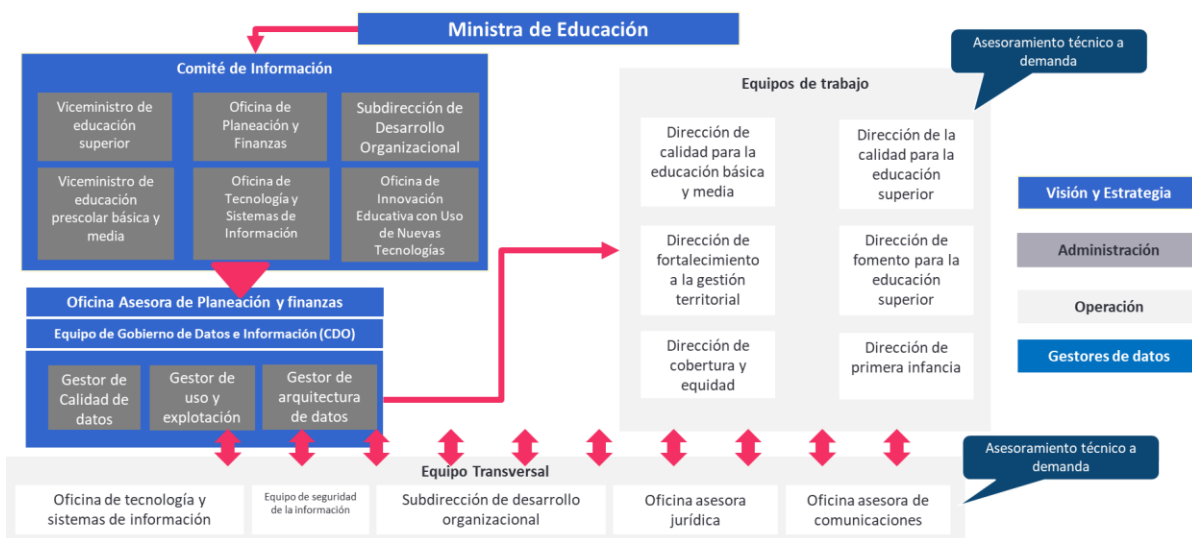 Ministra de Educación
Comité de Información
Viceministro de
educación
superior
Oficina de
Planeación y
Finanzas
Subdirección de
Desarrollo
Organizacional
Viceministro de
educación
prescolar básica y
media
Oficina de
Tecnología y
Sistemas de
Información
Oficina de
Innovación
Educativa con Uso
de Nuevas
Tecnologías
Oficina Asesora de Planeación y finanzas
Equipo de Gobierno de Datos e Información (CDO)
Gestor de
Calidad de
datos
Gestor de
uso y
explotación
Gestor de
arquitectura
de datos
Equipos de trabajo
Dirección de
calidad para la
educación básica
y media
Dirección de la
calidad para la
educación
superior
Dirección de
fortalecimiento
a la gestión
territorial
Dirección de
fomento para la
educación
superior
Dirección de
cobertura y
equidad
Dirección de
primera infancia
Asesoramiento técnico a
demanda
Visión y Estrategia
Administración
Operación
Gestores de datos
Equipo Transversal
Oficina de tecnología y
sistemas de información
Equipo de seguridad
de la información
Subdirección de desarrollo
organizacional
Oficina asesora
jurídica
Oficina asesora de
comunicaciones
Asesoramiento técnico a
demanda